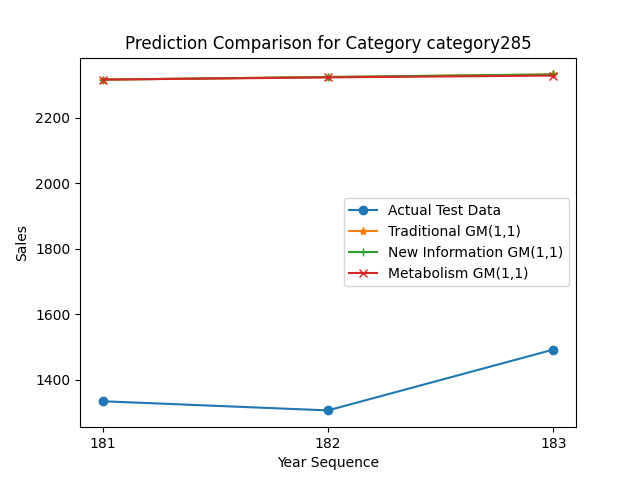 Prediction Comparison for Category category285
Sales
2200
2000
1800
1600
1400
Actual Test Data
Traditional GM(1,1)
New Information GM(1,1)
Metabolism GM(1,1)
181
182
183
Year Sequence